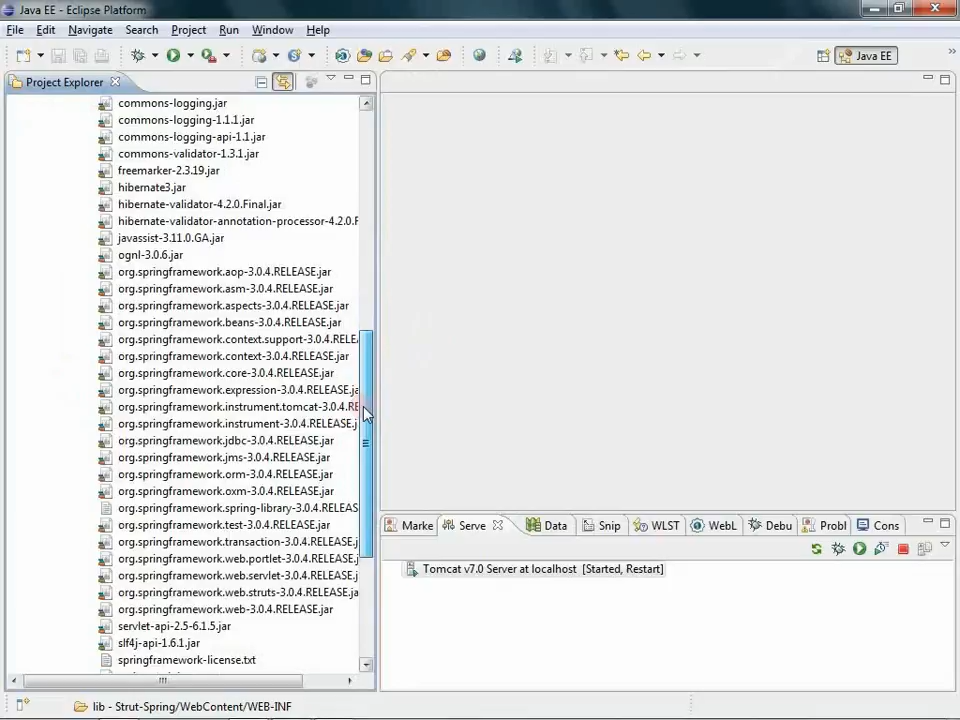 Java EE - Eclipse Platform
File Edit Navigate Search Project Run Window Help
Java EE
Project Explorer
commons-logging.jar
commons-logging-1.1.1.jar
commons-logging-api-1.1.jar
commons-validator-1.3.1.jar
freemarker-2.3.19.jar
hibernate3.jar
hibernate-validator-4.2.0.Final.jar
hibernate-validator-annotation-processor-4.2.0.F
javassist-3.11.0.GA.jar
ognl-3.0.6.jar
org.springframework.aop-3.0.4.RELEASE.jar
org.springframework.asm-3.0.4.RELEASE.jar
org.springframework.aspects-3.0.4.RELEASE.jar
org.springframework.beans-3.0.4.RELEASE.jar
org.springframework.context.support-3.0.4.RELE
org.springframework.context-3.0.4.RELEASE.jar
org.springframework.core-3.0.4.RELEASE.jar
org.springframework.expression-3.0.4.RELEASE.ja
org.springframework.instrument.tomcat-3.0.4.RE
org.springframework.instrument-3.0.4.RELEASE.j
org.springframework.jdbc-3.0.4.RELEASE.jar
org.springframework.jms-3.0.4.RELEASE.jar
org.springframework.orm-3.0.4.RELEASE.jar
org.springframework.oxm-3.0.4.RELEASE.jar
org.springframework.spring-library-3.0.4.RELEAS
org.springframework.test-3.0.4.RELEASE.jar
org.springframework.transaction-3.0.4.RELEASE.j
org.springframework.web.portlet-3.0.4.RELEASE.j
org.springframework.web.servlet-3.0.4.RELEASE.j
org.springframework.web.struts-3.0.4.RELEASE.ja
org.springframework.web-3.0.4.RELEASE.jar
servlet-api-2.5-6.1.5.jar
slf4j-api-1.6.1.jar
springframework-license.txt
Marke Serve Data Snip WLST WebL Debu Probl Cons
Tomcat v7.0 Server at localhost [Started, Restart]
lib - Strut-Spring/WebContent/WEB-INF